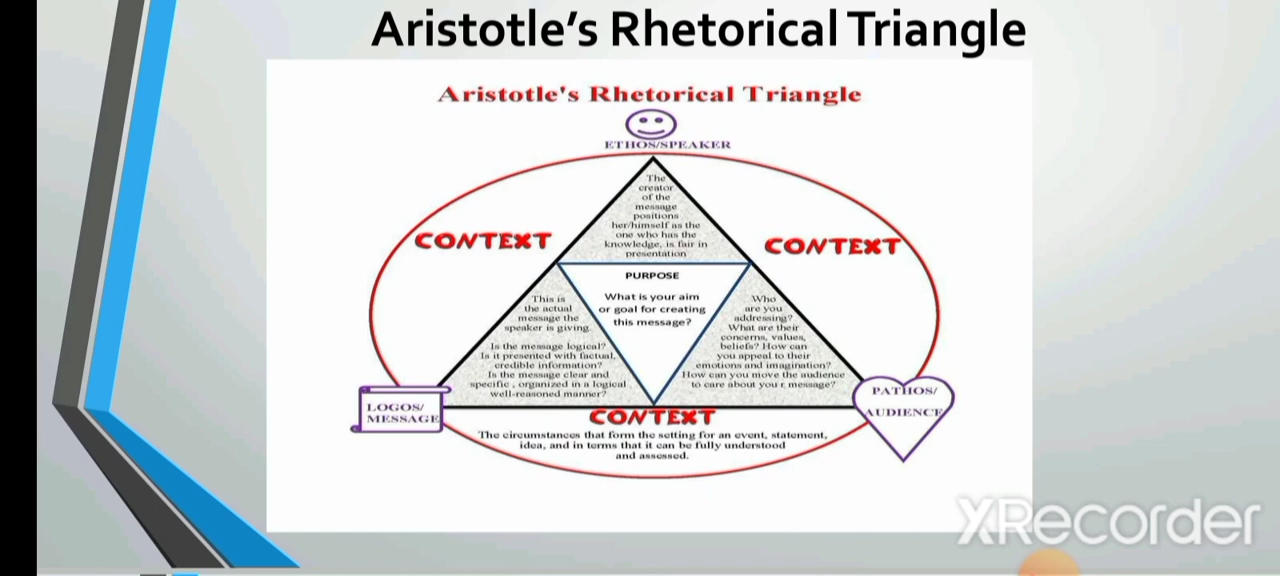 Aristotle's Rhetorical Triangle
Aristotle's Rhetorical Triangle
ETHOS/SPEAKER
The
creator
of the
message
positions
her/himself as the
one who has the
knowledge, is fair in
presentation
CONTEXT
CONTEXT
PURPOSE
What is your aim
or goal for creating
this message?
This is
the actual
message the
speaker is giving.
Is the message logical?
Is it presented with factual,
credible information?
Is the message clear and
specific , organized in a logical
well-reasoned manner?
Who
are you
addressing?
What are their
concerns, values,
beliefs? How can
you appeal to their
emotions and imagination?
How can you move the audience
to care about your message?
LOGOS/
MESSAGE
PATHOS/
AUDIENCE
CONTEXT
The circumstances that form the setting for an event, statement,
idea, and in terms that it can be fully understood
and assessed.
XRecorder